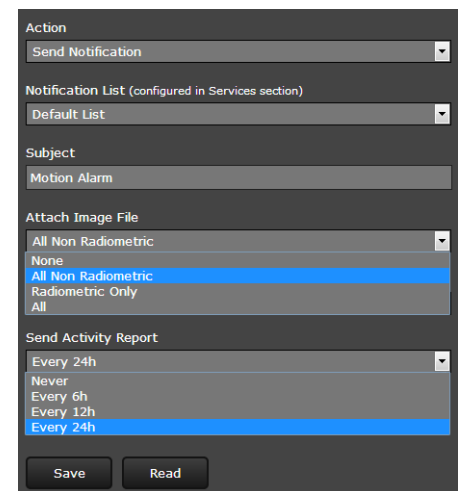 Action
Send Notification
Notification List (configured in Services section)
Default List
Subject
Motion Alarm
Attach Image File
All Non Radiometric
None
All Non Radiometric
Radiometric Only
All
Send Activity Report
Every 24h
Never
Every 6h
Every 12h
Every 24h
Save Read